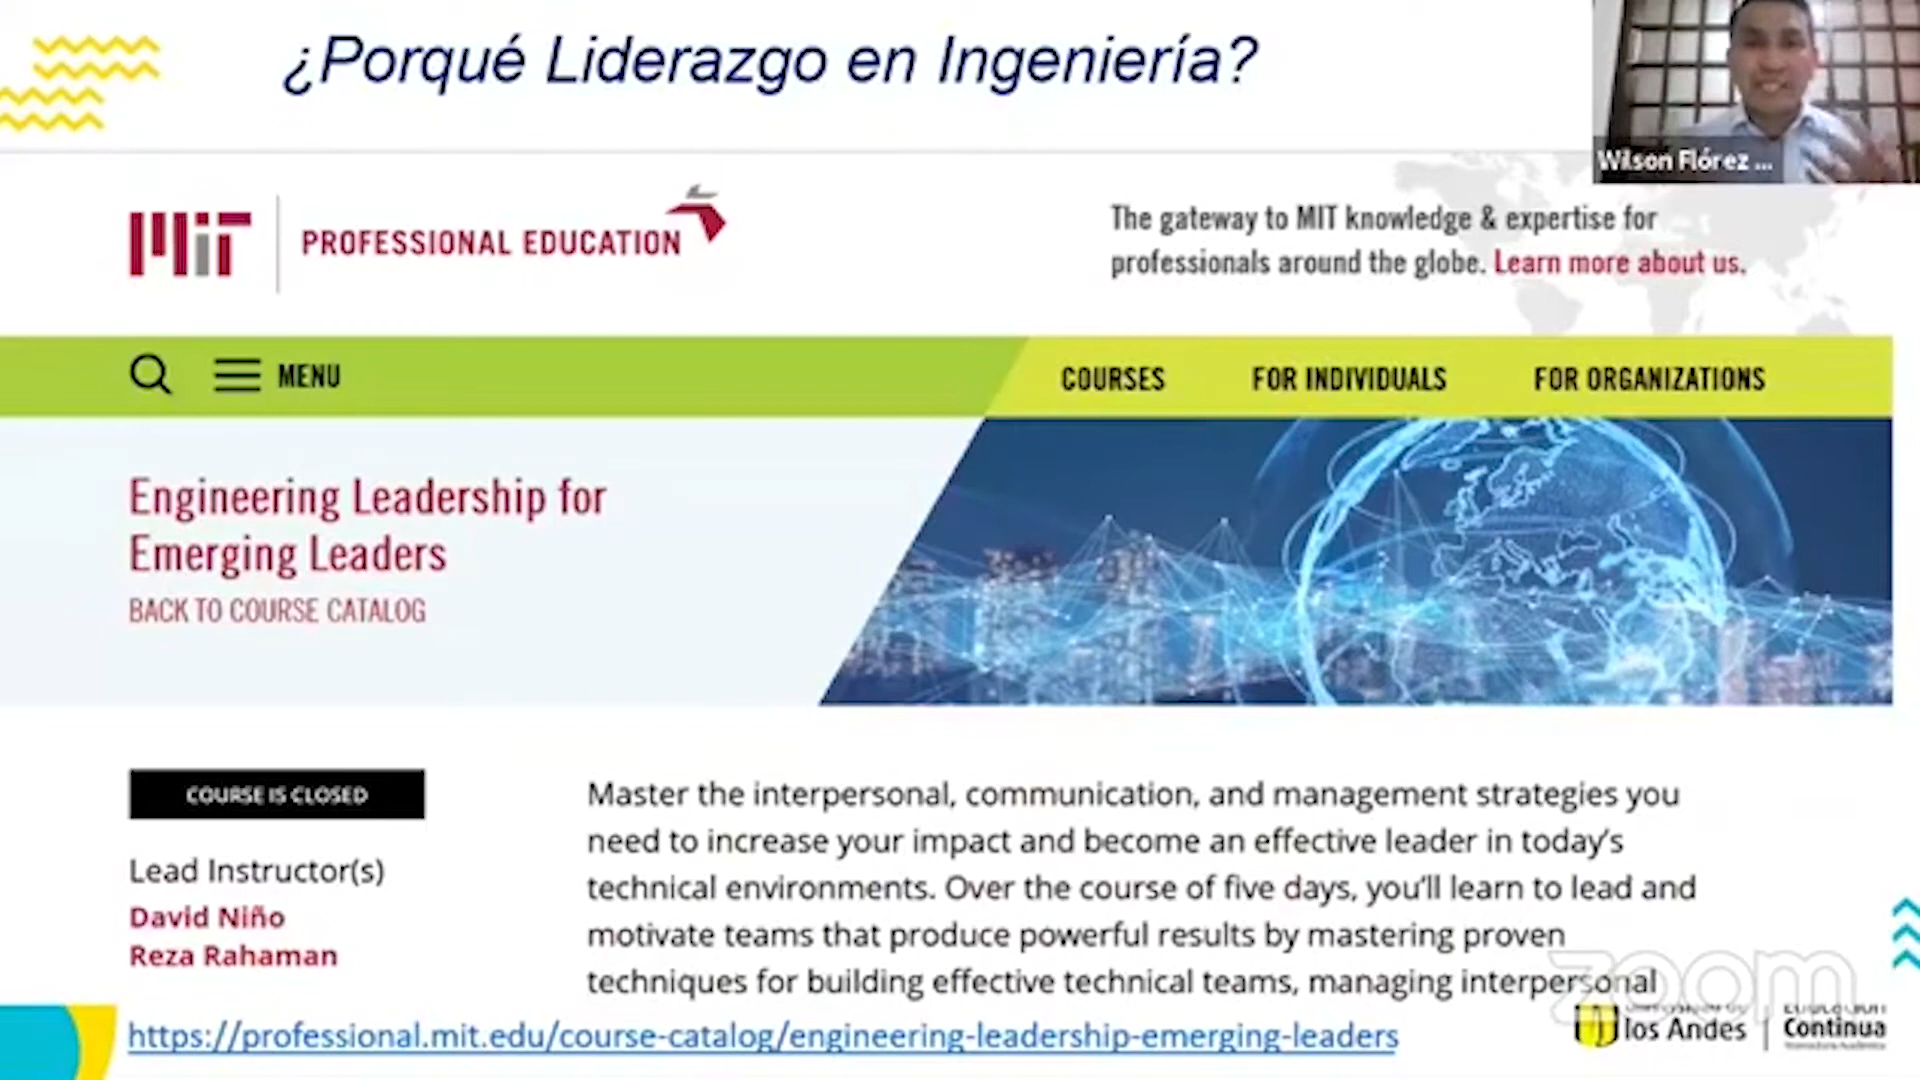 ¿Porqué Liderazgo en Ingeniería?
Wilson Flórez ...
MIT
PROFESSIONAL EDUCATION
The gateway to MIT knowledge & expertise for
professionals around the globe. Learn more about us.
MENU
COURSES
FOR INDIVIDUALS
FOR ORGANIZATIONS
Engineering Leadership for
Emerging Leaders
BACK TO COURSE CATALOG
COURSE IS CLOSED
Lead Instructor(s)
David Niño
Reza Rahaman
Master the interpersonal, communication, and management strategies you
need to increase your impact and become an effective leader in today's
technical environments. Over the course of five days, you'll learn to lead and
motivate teams that produce powerful results by mastering proven
techniques for building effective technical teams, managing interpersonal
zoom
https://professional.mit.edu/course-catalog/engineering-leadership-emerging-leaders
los Andes
Educación
Continua